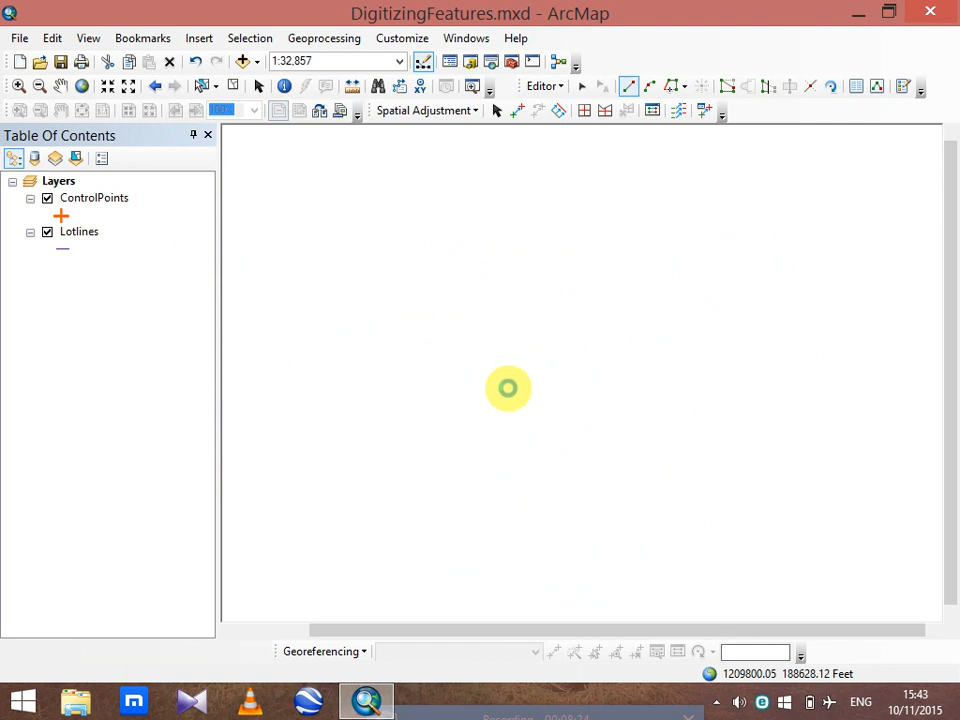 DigitizingFeatures.mxd - ArcMap
File Edit View Bookmarks Insert Selection Geoprocessing Customize Windows Help
1:32,857
Editor
Spatial Adjustment
Table Of Contents
Layers
ControlPoints
Lotlines
Georeferencing
1209800.05 188628.12 Feet
ENG
15:43
10/11/2015